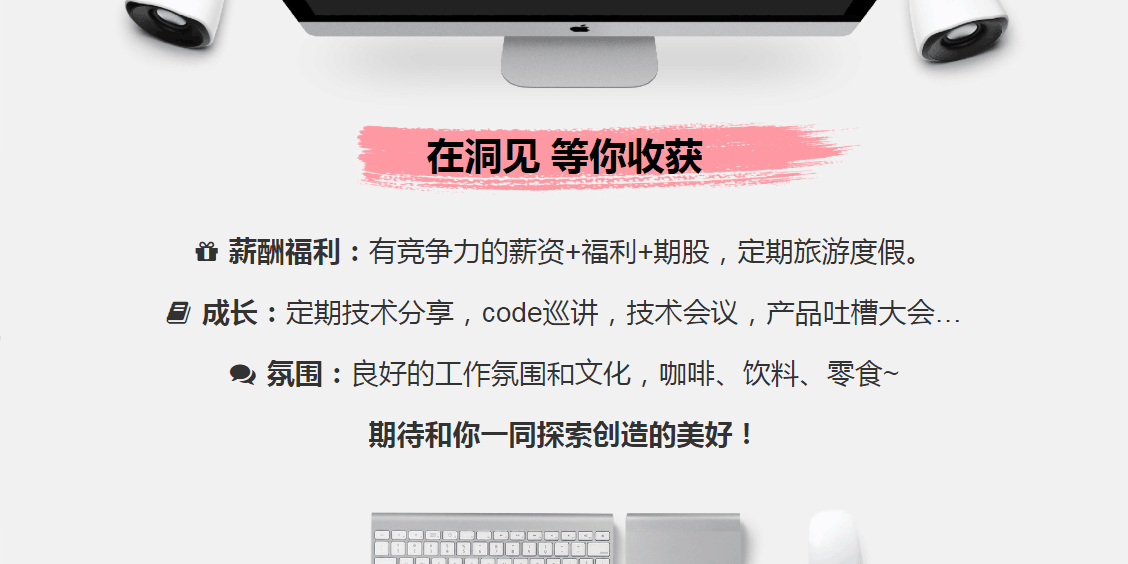 在洞见 等你收获
薪酬福利：有竞争力的薪资+福利+期股，定期旅游度假。
成长：定期技术分享，code巡讲，技术会议，产品吐槽大会…
氛围：良好的工作氛围和文化，咖啡、饮料、零食~
期待和你一同探索创造的美好！